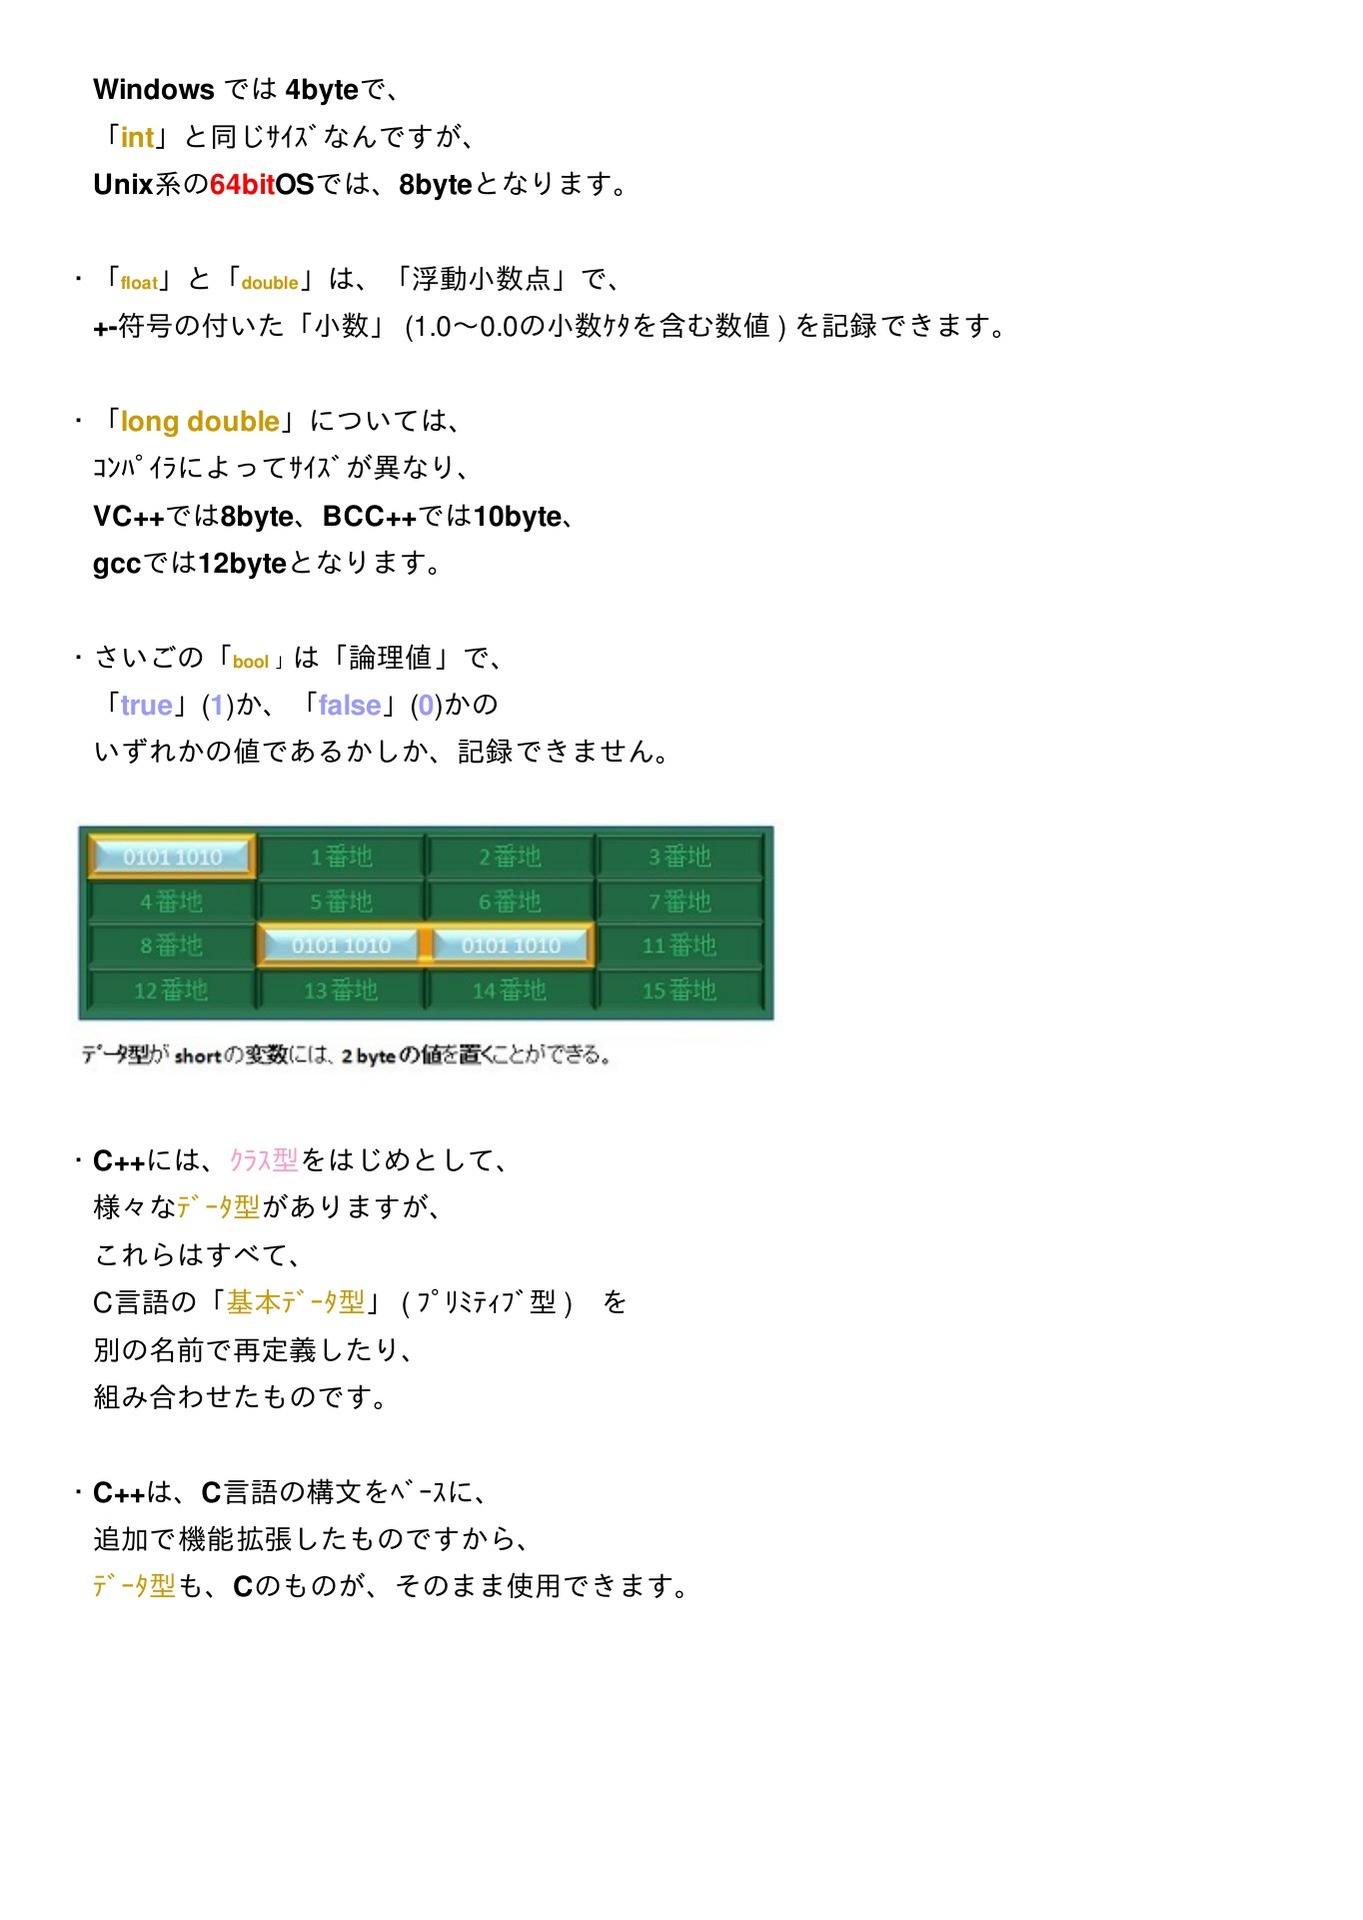 Windows では 4byteで、
「int」と同じｻｲｽﾞなんですが、
Unix系の64bitOSでは、8byteとなります。
・「float」と「double」は、「浮動小数点」で、
+-符号の付いた「小数」 (1.0～0.0の小数ｹﾀを含む数値 ) を記録できます。
・「long double」については、
ｺﾝﾊﾟｲﾗによってｻｲｽﾞが異なり、
VC++では8byte、BCC++では10byte、
gccでは12byteとなります。
・さいごの「bool」は「論理値」で、
「true」(1)か、「false」(0)かの
いずれかの値であるかしか、記録できません。
0101 1010 1番地 2番地 3番地
4番地 5番地 6番地 7番地
8番地 0101 1010 0101 1010 11番地
12番地 13番地 14番地 15番地
ﾃﾞｰﾀ型が shortの変数には、2 byteの値を置くことができる。
・C++には、ｸﾗｽ型をはじめとして、
様々なﾃﾞｰﾀ型がありますが、
これらはすべて、
C言語の「基本ﾃﾞｰﾀ型」 ( ﾌﾟﾘﾐﾃｨﾌﾞ型 )　を
別の名前で再定義したり、
組み合わせたものです。
・C++は、C言語の構文をﾍﾞｰｽに、
追加で機能拡張したものですから、
ﾃﾞｰﾀ型も、Cのものが、そのまま使用できます。